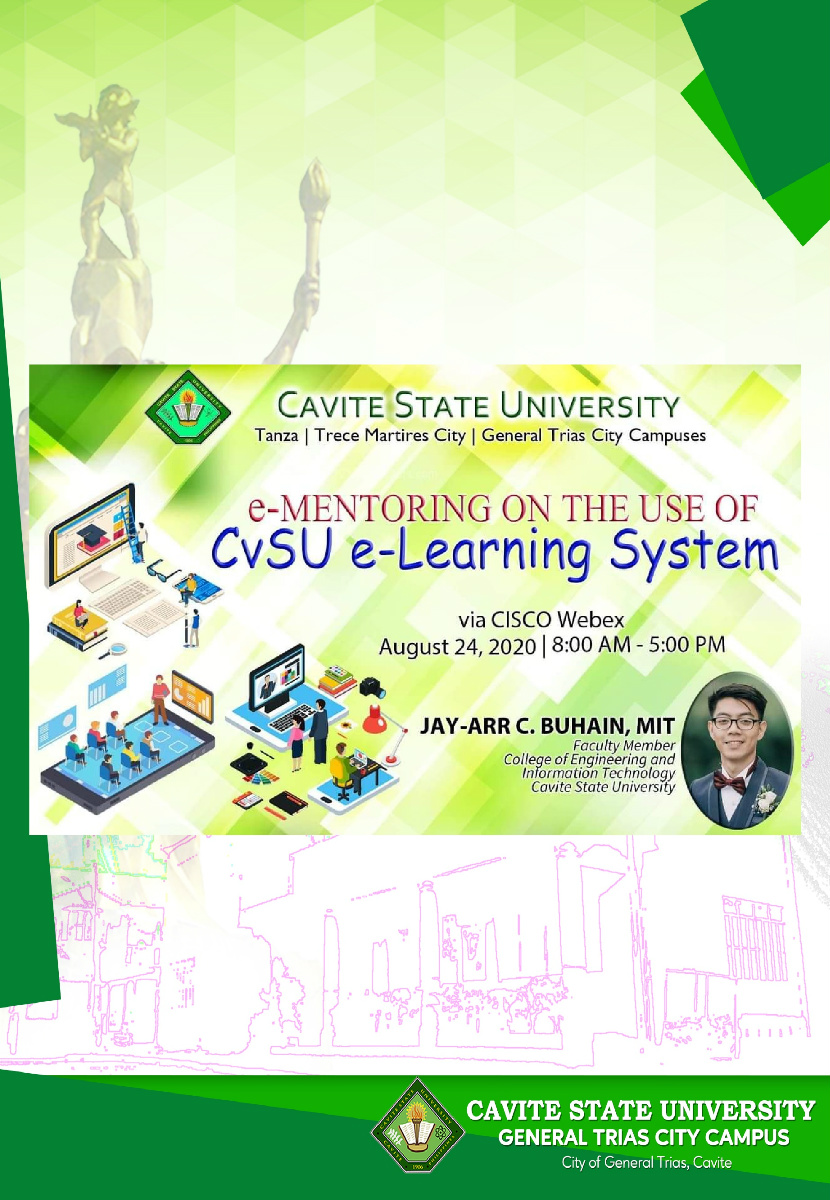 CAVITE STATE UNIVERSITY
Tanza | Trece Martires City | General Trias City Campuses
e-MENTORING ON THE USE OF
CvSU e-Learning System
via CISCO Webex
August 24, 2020 | 8:00 AM - 5:00 PM
JAY-ARR C. BUHAIN, MIT
Faculty Member
College of Engineering and
Information Technology
Cavite State University
CAVITE STATE UNIVERSITY
GENERAL TRIAS CITY CAMPUS
City of General Trias, Cavite
1906